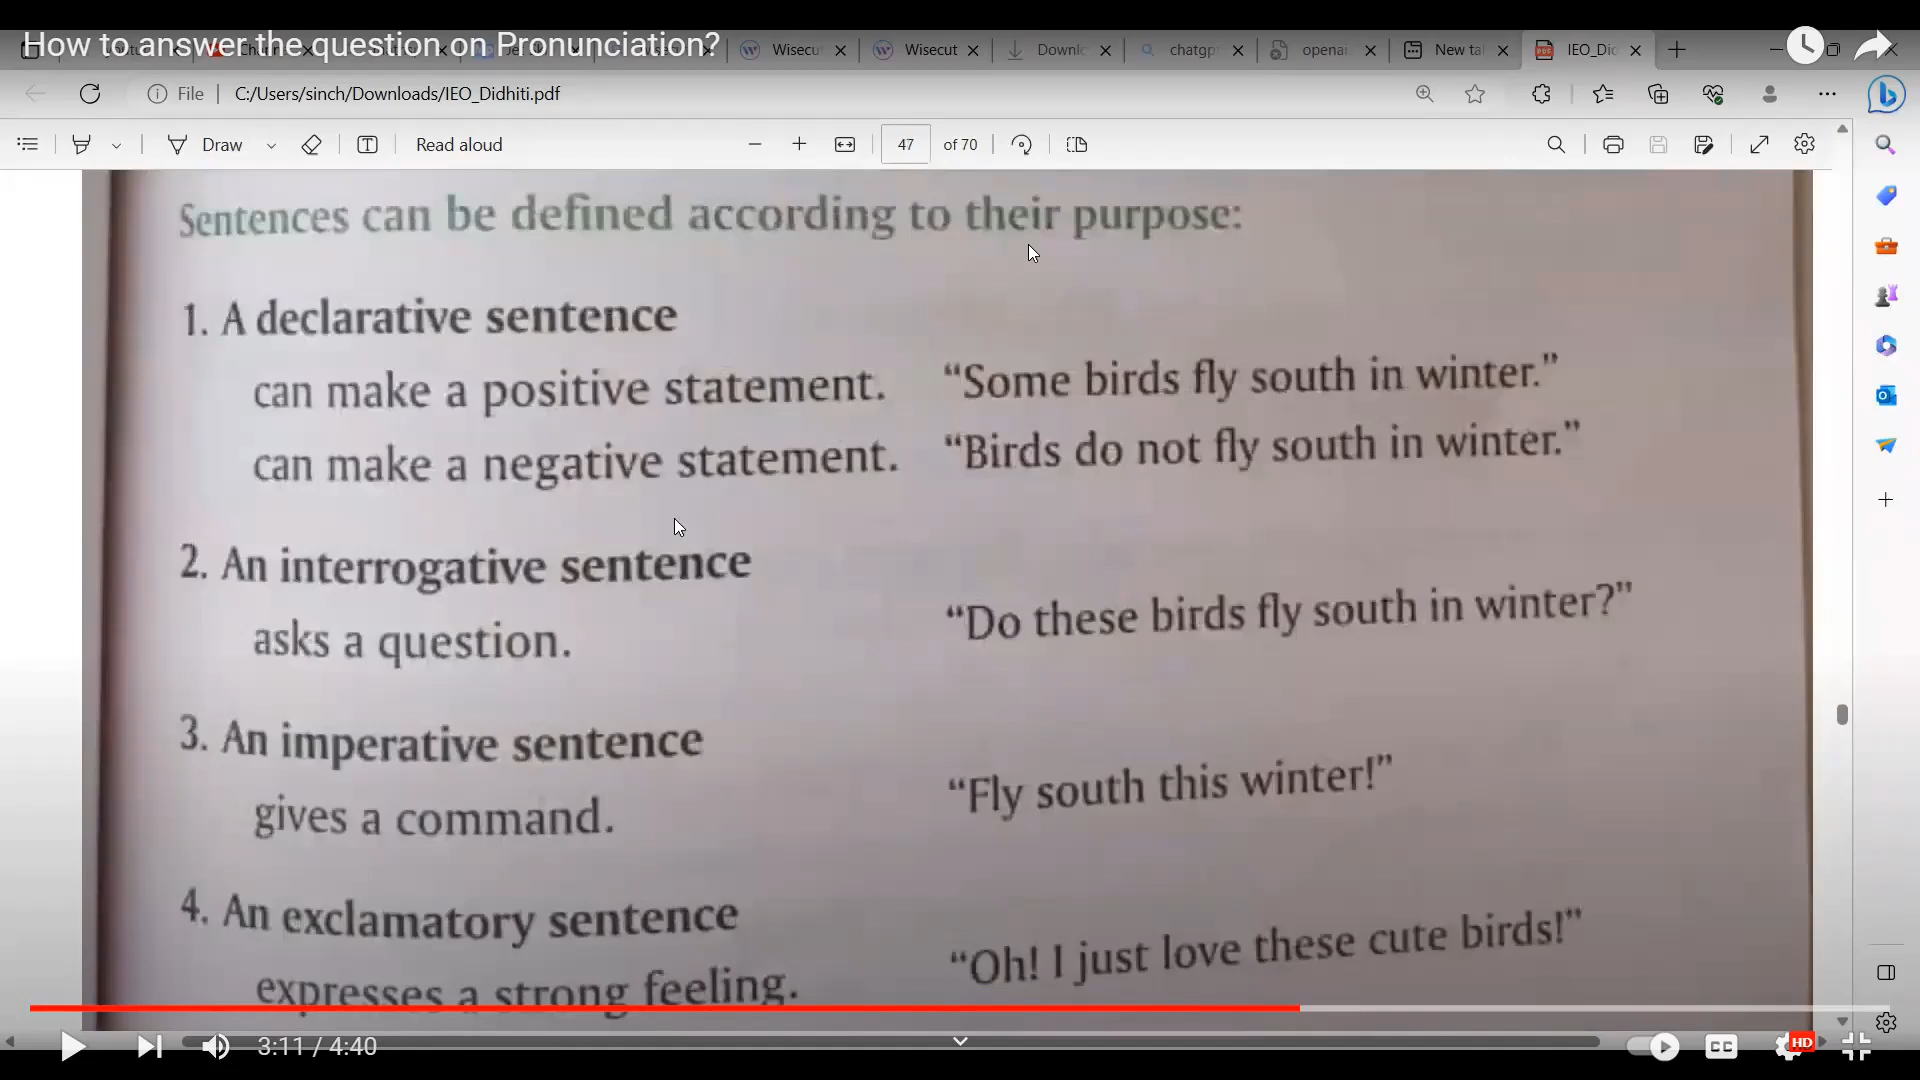 How to answer the question on Pronunciation?
Wisecu
Wisecut
Downlo
chatgp
openai
New ta
IEO_Did
File
C:/Users/sinch/Downloads/IEO_Didhiti.pdf
Draw
Read aloud
47 of 70
Sentences can be defined according to their purpose:
1. A declarative sentence
can make a positive statement. “Some birds fly south in winter.”
can make a negative statement. “Birds do not fly south in winter.”
2. An interrogative sentence
asks a question. “Do these birds fly south in winter?”
3. An imperative sentence
gives a command. “Fly south this winter!”
4. An exclamatory sentence
expresses a strong feeling. “Oh! I just love these cute birds!”
3:11 / 4:40
CC
HD